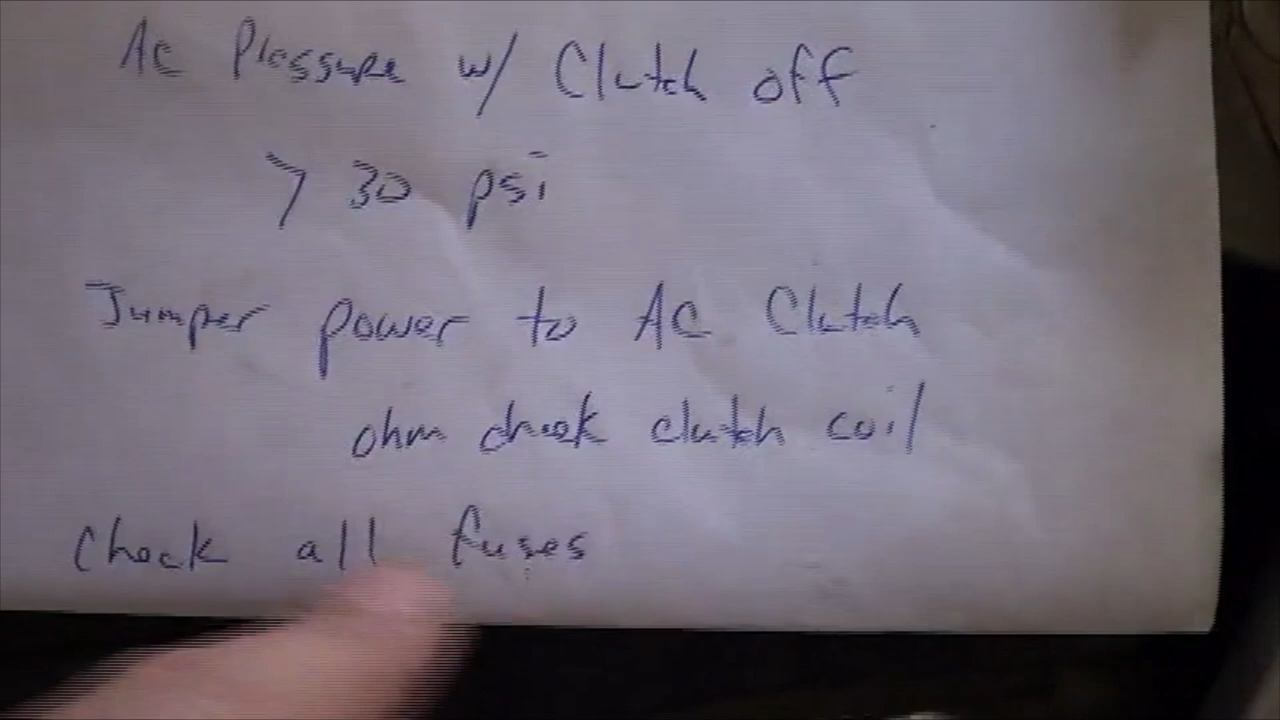 AC Pressure w/ Clutch off
> 30 psi
Jumper power to AC Clutch
ohm check clutch coil
Check all fuses